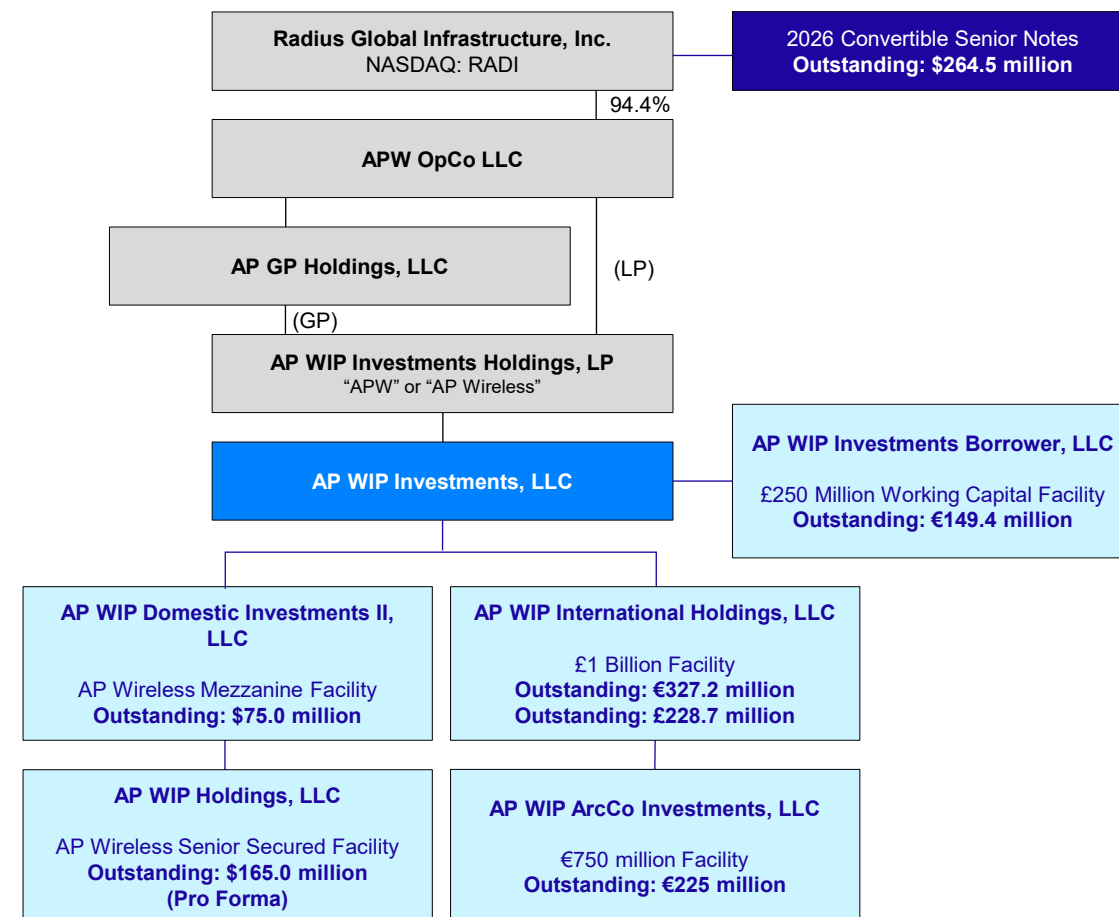 Radius Global Infrastructure, Inc.
NASDAQ: RADI
2026 Convertible Senior Notes
Outstanding: $264.5 million
94.4%
APW OpCo LLC
AP GP Holdings, LLC
(LP)
(GP)
AP WIP Investments Holdings, LP
“APW” or “AP Wireless”
AP WIP Investments, LLC
AP WIP Investments Borrower, LLC
£250 Million Working Capital Facility
Outstanding: €149.4 million
AP WIP Domestic Investments II,
LLC
AP Wireless Mezzanine Facility
Outstanding: $75.0 million
AP WIP International Holdings, LLC
£1 Billion Facility
Outstanding: €327.2 million
Outstanding: £228.7 million
AP WIP Holdings, LLC
AP Wireless Senior Secured Facility
Outstanding: $165.0 million
(Pro Forma)
AP WIP ArcCo Investments, LLC
€750 million Facility
Outstanding: €225 million